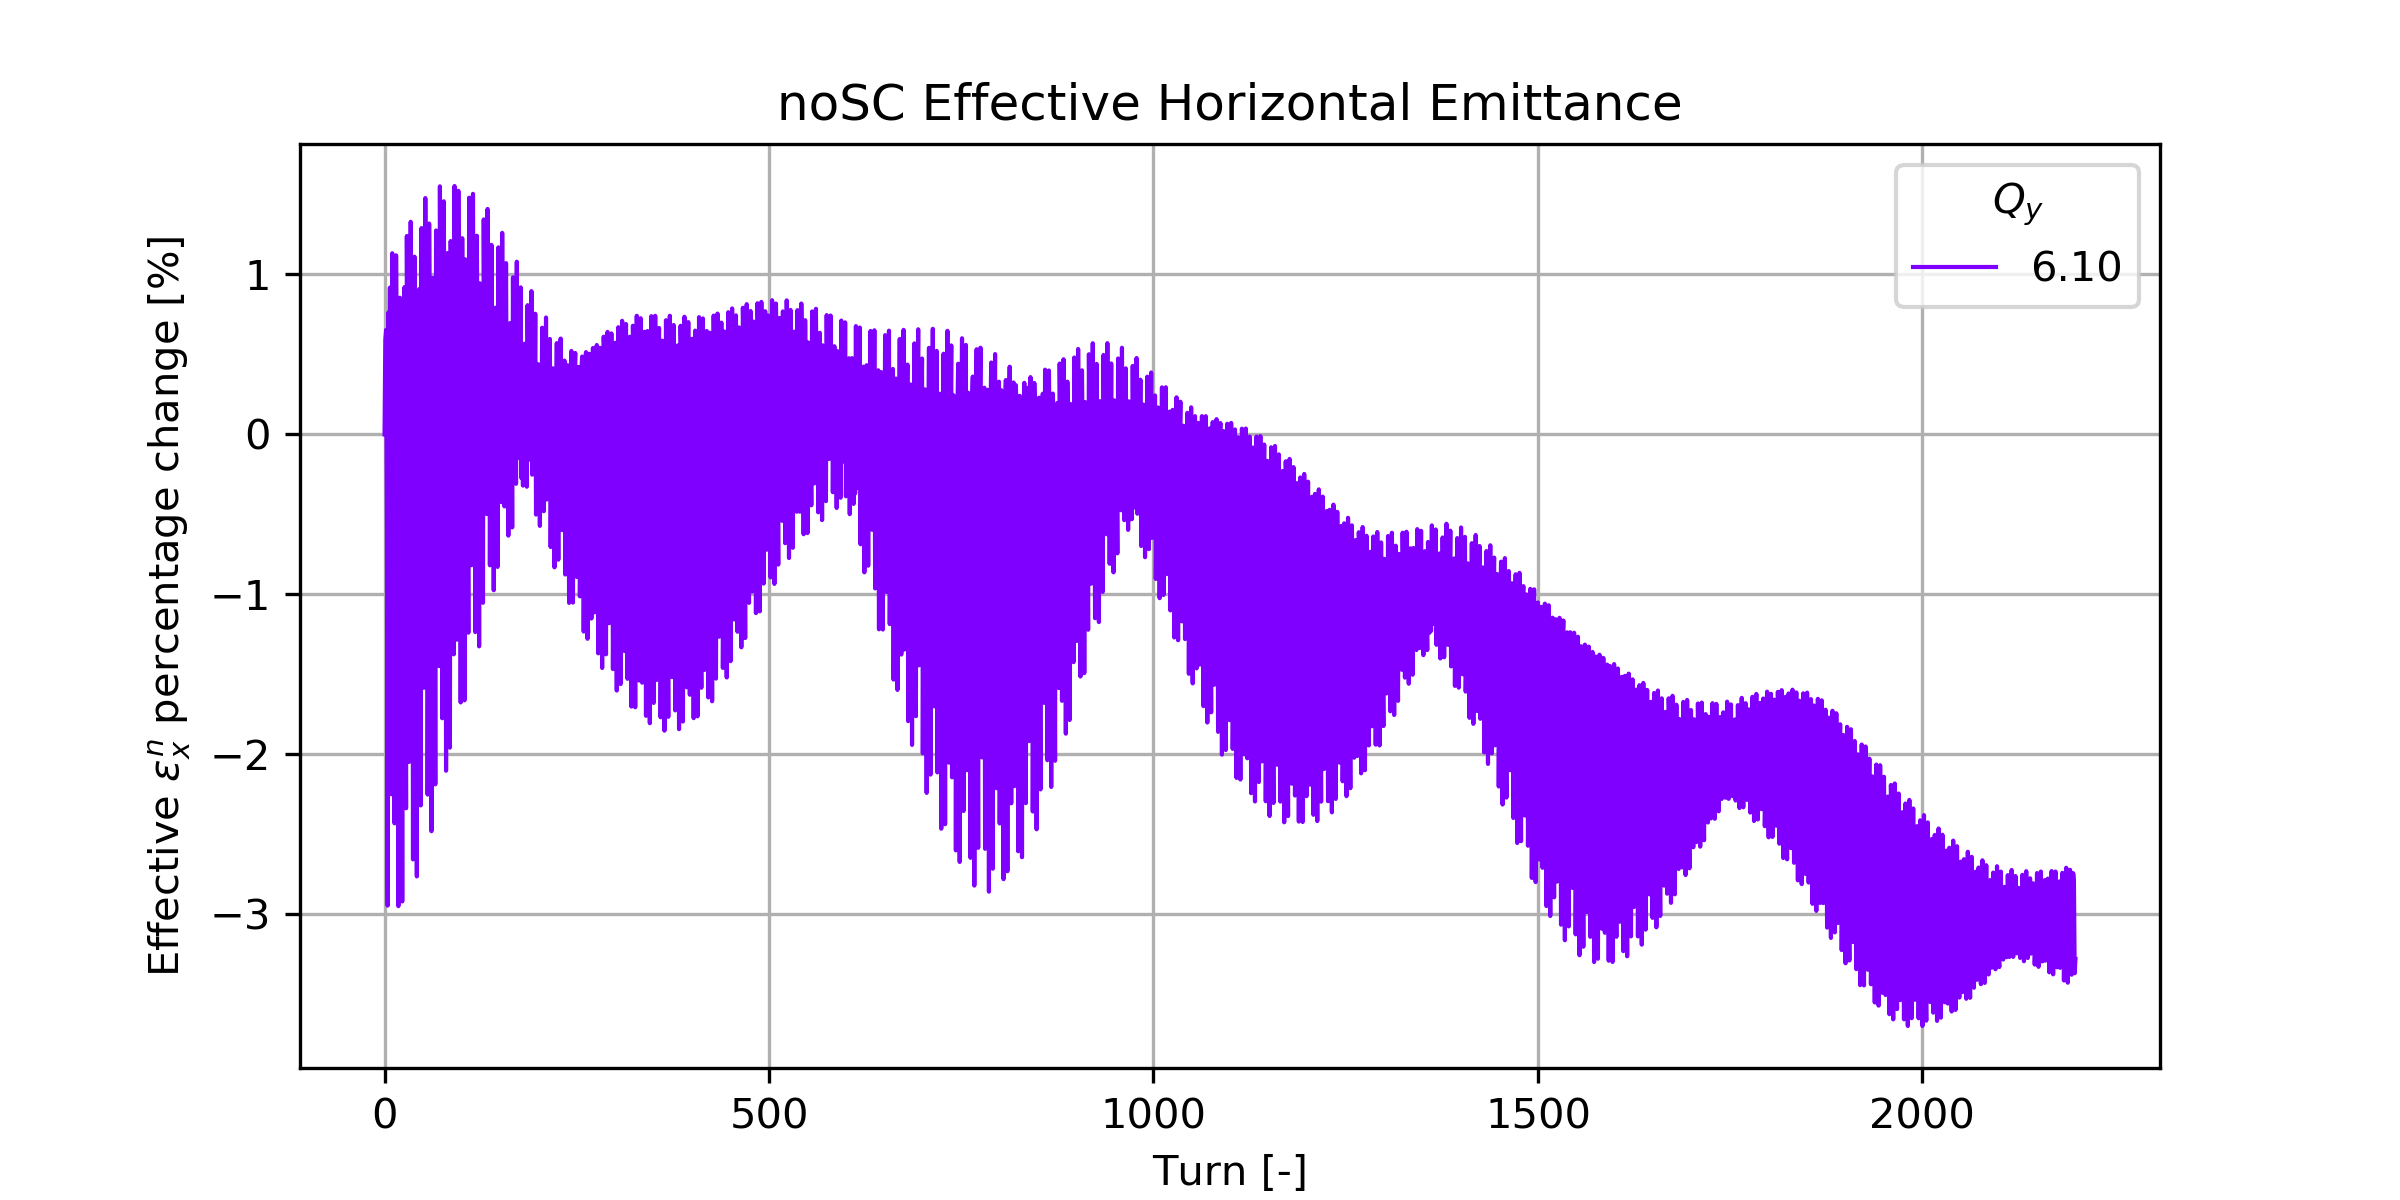 noSC Effective Horizontal Emittance
Effective εₓⁿ percentage change [%]
1
0
−1
−2
−3
Q_y
6.10
0 500 1000 1500 2000
Turn [-]